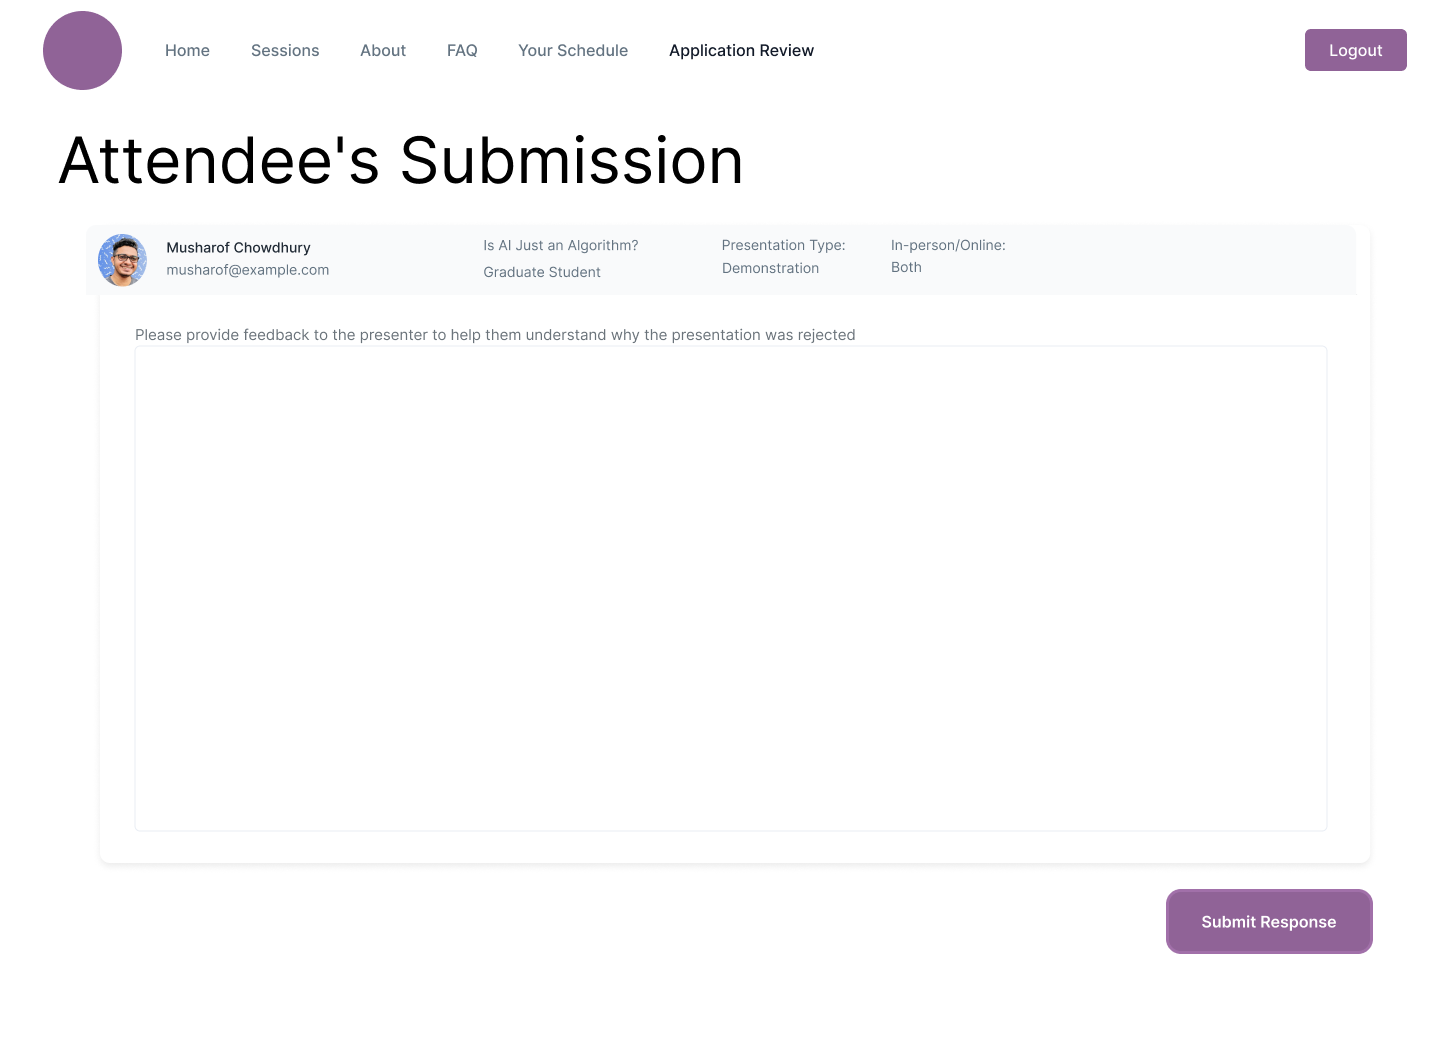 Home Sessions About FAQ Your Schedule Application Review Logout
Attendee's Submission
Musharof Chowdhury
musharof@example.com
Is AI Just an Algorithm?
Graduate Student
Presentation Type:
Demonstration
In-person/Online:
Both
Please provide feedback to the presenter to help them understand why the presentation was rejected
Submit Response